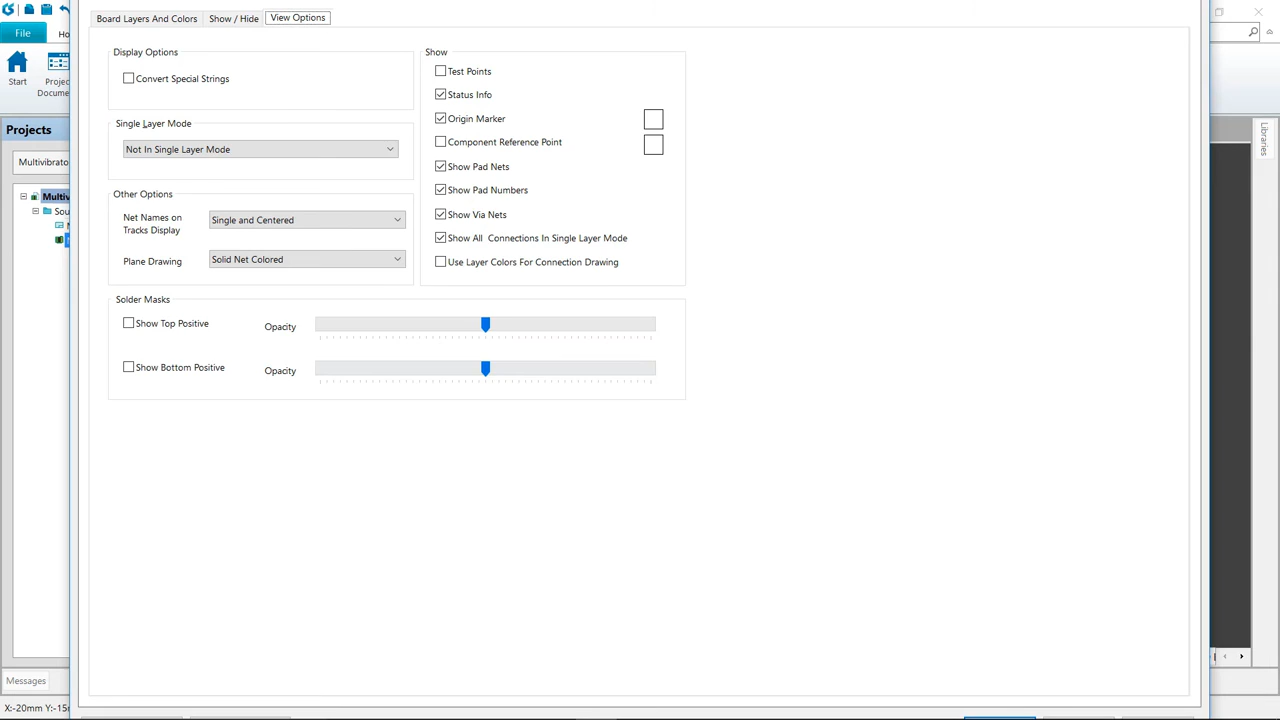 Board Layers And Colors
Show / Hide
View Options
File
Start
Projects
Messages
Libraries
Display Options
Convert Special Strings
Single Layer Mode
Not In Single Layer Mode
Other Options
Net Names on
Tracks Display
Single and Centered
Plane Drawing
Solid Net Colored
Show
Test Points
Status Info
Origin Marker
Component Reference Point
Show Pad Nets
Show Pad Numbers
Show Via Nets
Show All Connections In Single Layer Mode
Use Layer Colors For Connection Drawing
Solder Masks
Show Top Positive
Opacity
Show Bottom Positive
Opacity